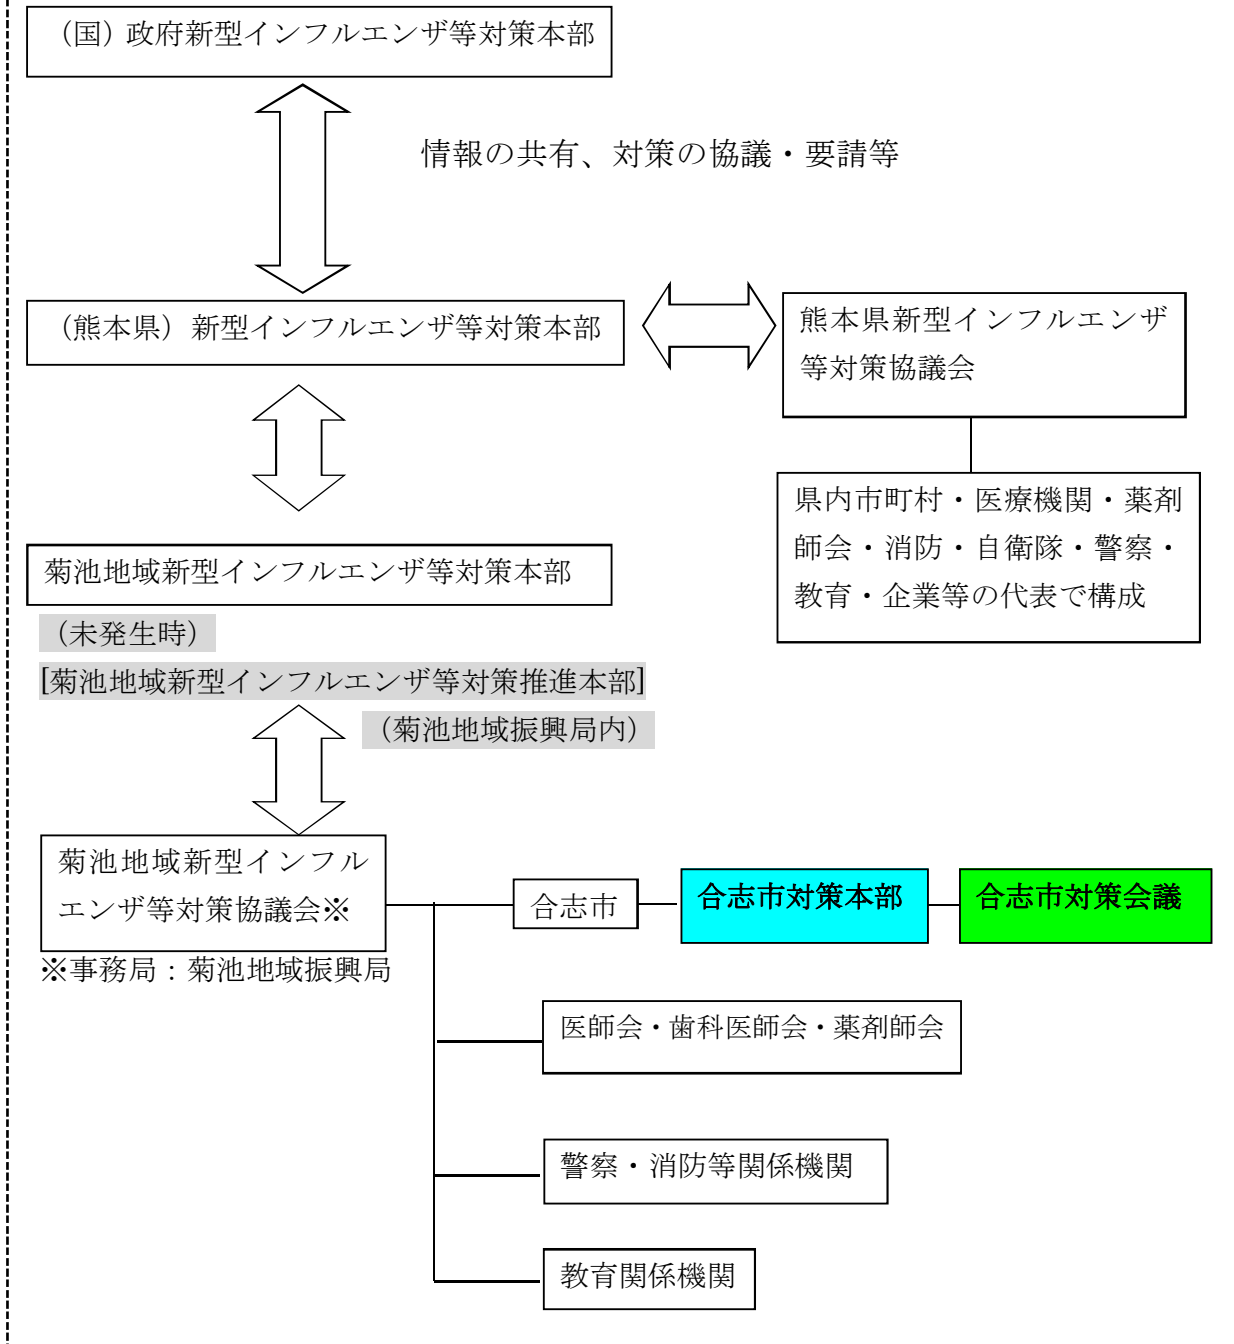 （国）政府新型インフルエンザ等対策本部
情報の共有、対策の協議・要請等
（熊本県）新型インフルエンザ等対策本部
熊本県新型インフルエンザ
等対策協議会
県内市町村・医療機関・薬剤
師会・消防・自衛隊・警察・
教育・企業等の代表で構成
菊池地域新型インフルエンザ等対策本部
（未発生時）
[菊池地域新型インフルエンザ等対策推進本部]
（菊池地域振興局内）
菊池地域新型インフル
エンザ等対策協議会※
※事務局：菊池地域振興局
合志市
合志市対策本部
合志市対策会議
医師会・歯科医師会・薬剤師会
警察・消防等関係機関
教育関係機関